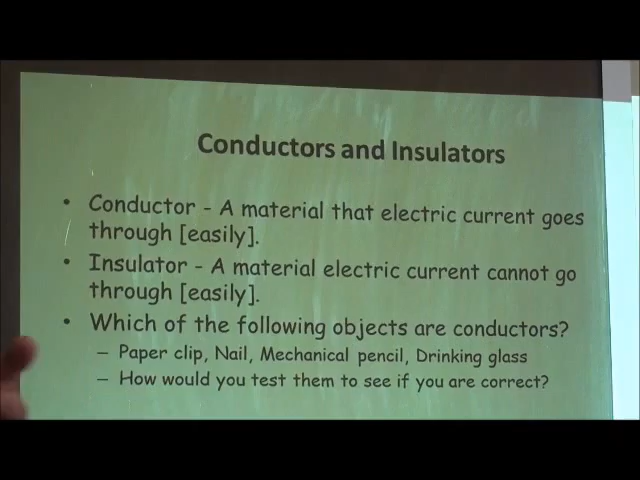 Conductors and Insulators
• Conductor - A material that electric current goes
through [easily].
• Insulator - A material electric current cannot go
through [easily].
• Which of the following objects are conductors?
– Paper clip, Nail, Mechanical pencil, Drinking glass
– How would you test them to see if you are correct?